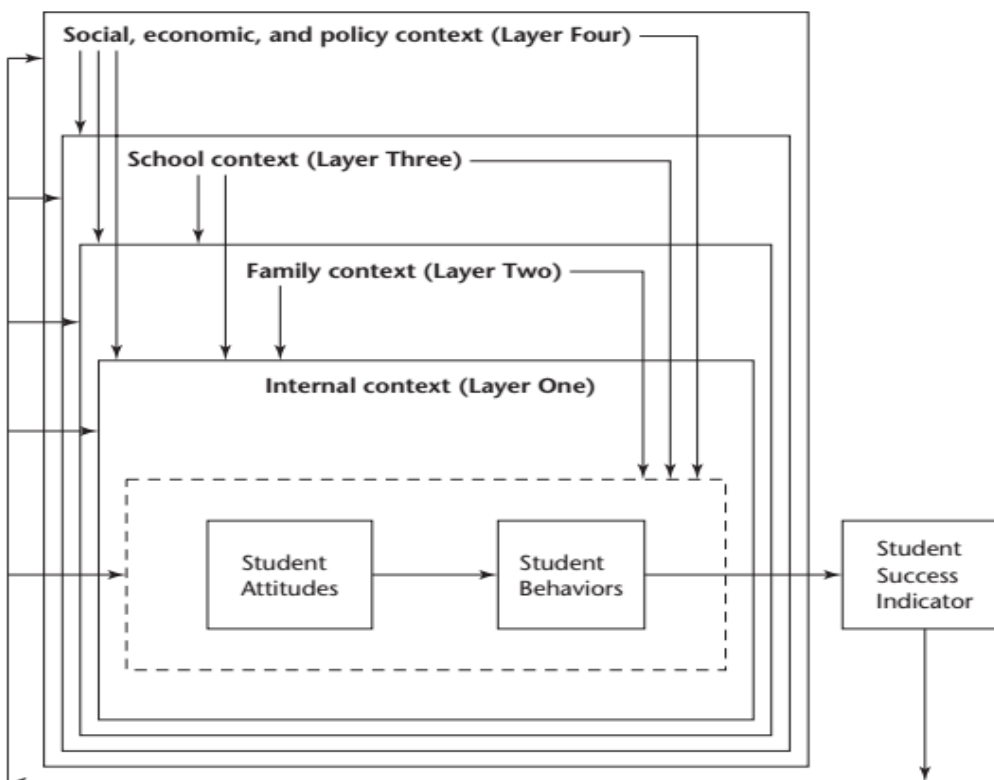 Social, economic, and policy context (Layer Four)
School context (Layer Three)
Family context (Layer Two)
Internal context (Layer One)
Student
Attitudes
Student
Behaviors
Student
Success
Indicator